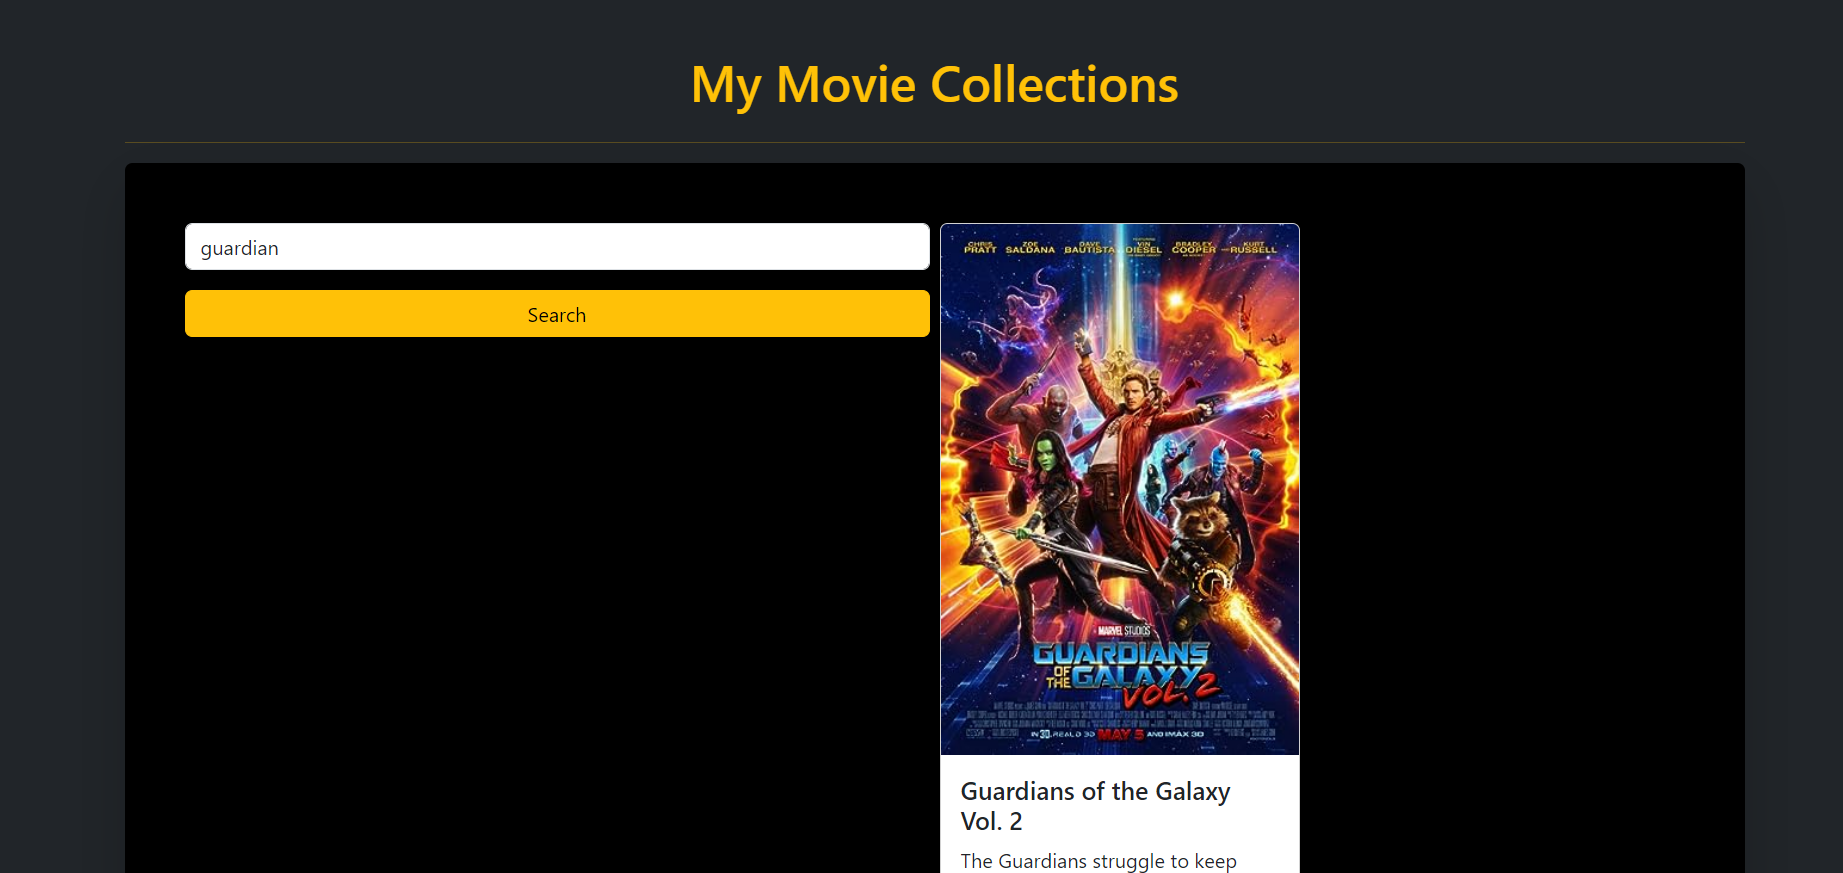 My Movie Collections
guardian
Search
CHRIS PRATT ZOE SALDANA DAVE BAUTISTA FEATURING VIN DIESEL BRADLEY COOPER KURT RUSSELL
MARVEL STUDIOS
GUARDIANS
OF THE GALAXY
VOL. 2
IN 3D, REAL D 3D MAY 5 AND IMAX 3D
Guardians of the Galaxy
Vol. 2
The Guardians struggle to keep